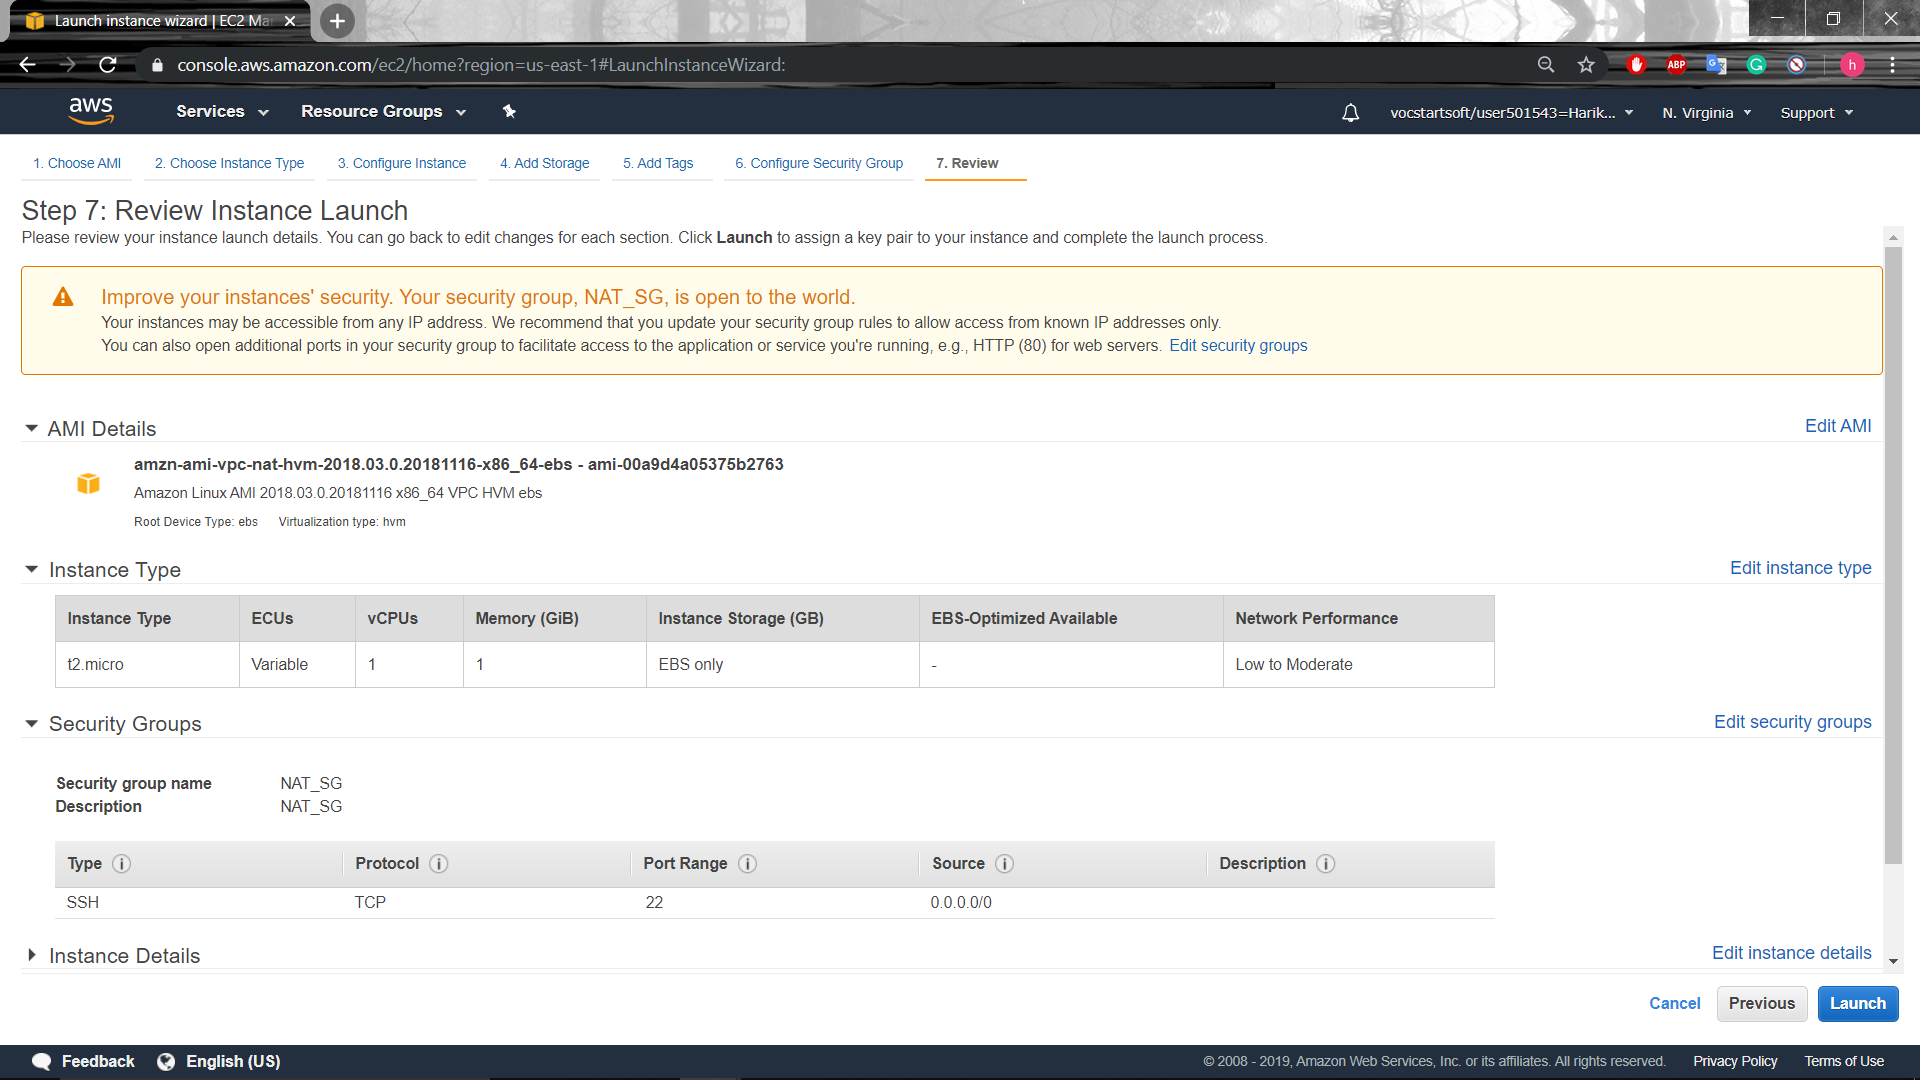 Launch instance wizard | EC2 Ma
console.aws.amazon.com/ec2/home?region=us-east-1#LaunchInstanceWizard:
ABP
G
h
aws
Services
Resource Groups
vocstartsoft/user501543=Harik...
N. Virginia
Support
1. Choose AMI
2. Choose Instance Type
3. Configure Instance
4. Add Storage
5. Add Tags
6. Configure Security Group
7. Review
Step 7: Review Instance Launch
Please review your instance launch details. You can go back to edit changes for each section. Click Launch to assign a key pair to your instance and complete the launch process.
Improve your instances' security. Your security group, NAT_SG, is open to the world.
Your instances may be accessible from any IP address. We recommend that you update your security group rules to allow access from known IP addresses only.
You can also open additional ports in your security group to facilitate access to the application or service you're running, e.g., HTTP (80) for web servers. Edit security groups
AMI Details
Edit AMI
amzn-ami-vpc-nat-hvm-2018.03.0.20181116-x86_64-ebs - ami-00a9d4a05375b2763
Amazon Linux AMI 2018.03.0.20181116 x86_64 VPC HVM ebs
Root Device Type: ebs Virtualization type: hvm
Instance Type
Edit instance type
Instance Type ECUs vCPUs Memory (GiB) Instance Storage (GB) EBS-Optimized Available Network Performance
t2.micro Variable 1 1 EBS only - Low to Moderate
Security Groups
Edit security groups
Security group name NAT_SG
Description NAT_SG
Type Protocol Port Range Source Description
SSH TCP 22 0.0.0.0/0
Instance Details
Edit instance details
Cancel
Previous
Launch
Feedback
English (US)
© 2008 - 2019, Amazon Web Services, Inc. or its affiliates. All rights reserved.
Privacy Policy
Terms of Use